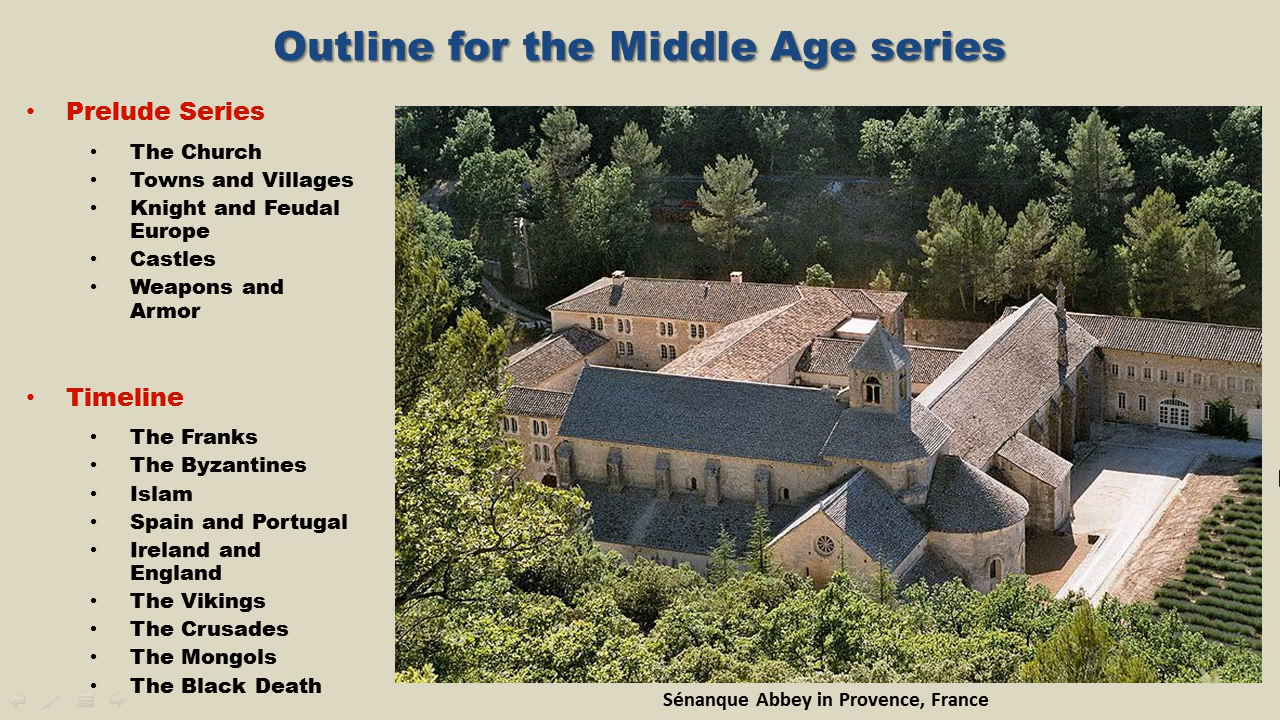 Outline for the Middle Age series
• Prelude Series
• The Church
• Towns and Villages
• Knight and Feudal
Europe
• Castles
• Weapons and
Armor
• Timeline
• The Franks
• The Byzantines
• Islam
• Spain and Portugal
• Ireland and
England
• The Vikings
• The Crusades
• The Mongols
• The Black Death
Sénanque Abbey in Provence, France